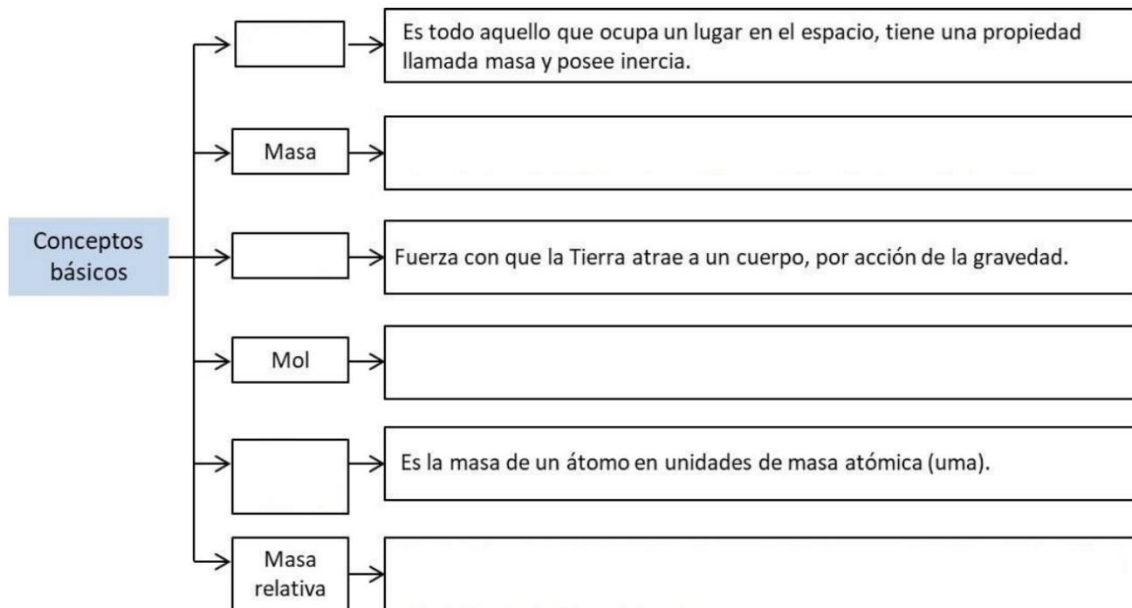 Es todo aquello que ocupa un lugar en el espacio, tiene una propiedad
llamada masa y posee inercia.
Masa
Conceptos
básicos
Fuerza con que la Tierra atrae a un cuerpo, por acción de la gravedad.
Mol
Es la masa de un átomo en unidades de masa atómica (uma).
Masa
relativa